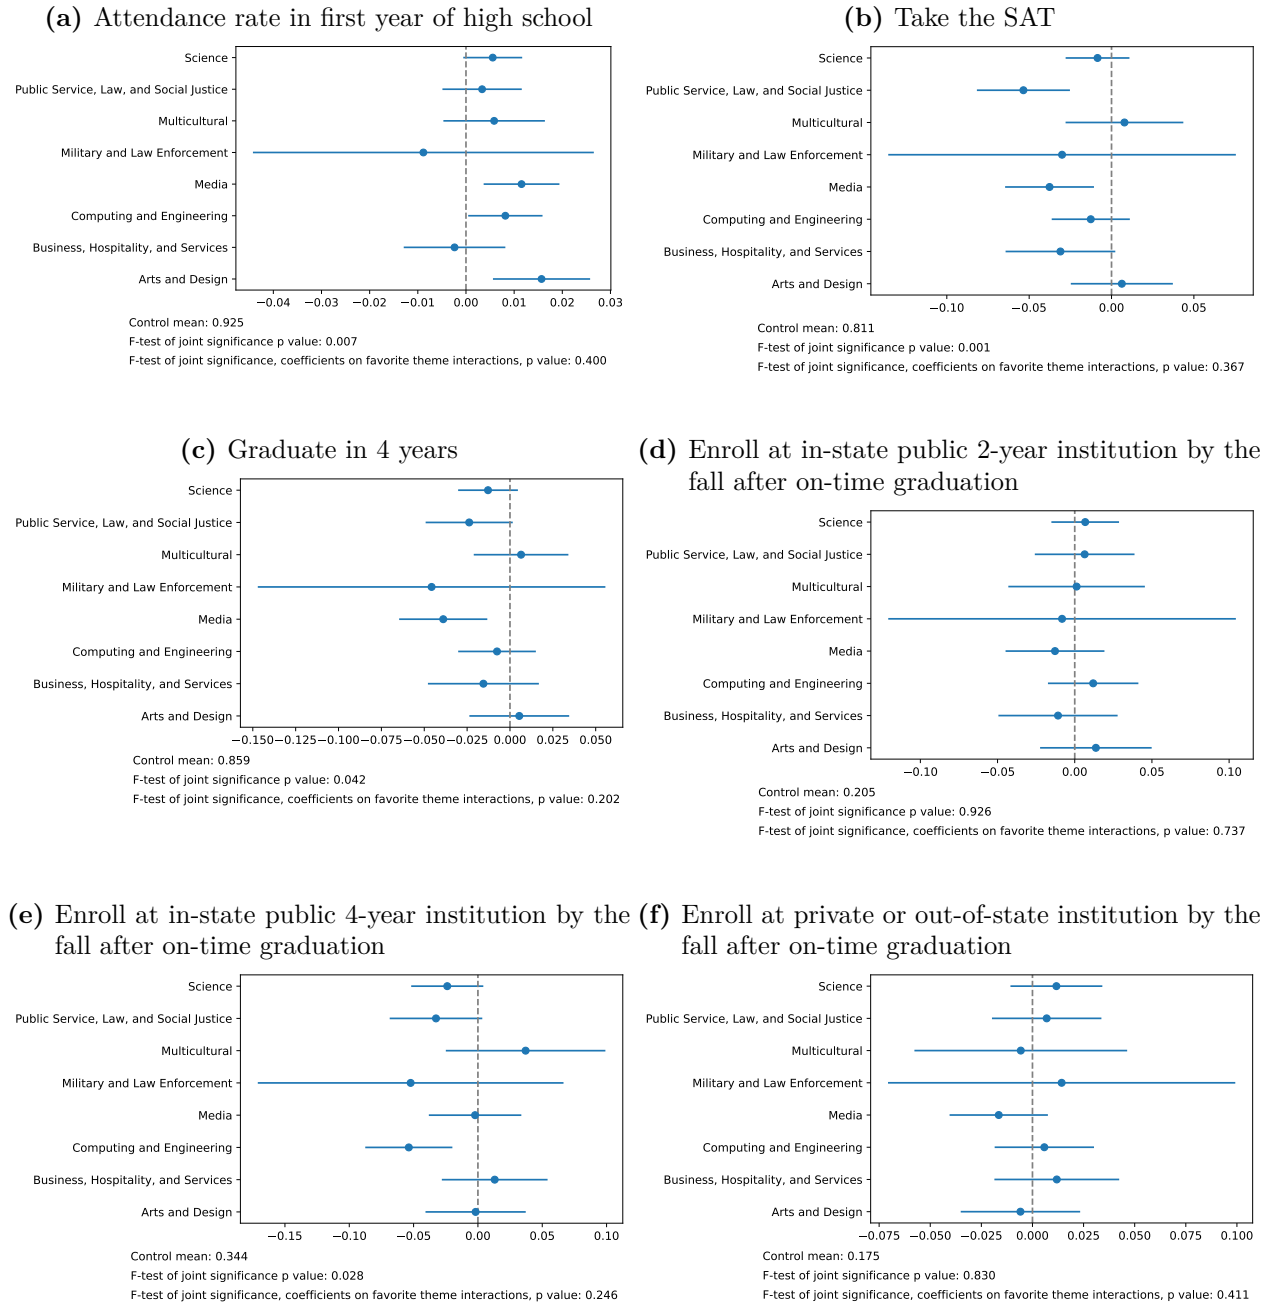 (a) Attendance rate in first year of high school
Science
Public Service, Law, and Social Justice
Multicultural
Military and Law Enforcement
Media
Computing and Engineering
Business, Hospitality, and Services
Arts and Design
−0.04 −0.03 −0.02 −0.01 0.00 0.01 0.02 0.03
Control mean: 0.925
F-test of joint significance p value: 0.007
F-test of joint significance, coefficients on favorite theme interactions, p value: 0.400
(b) Take the SAT
Science
Public Service, Law, and Social Justice
Multicultural
Military and Law Enforcement
Media
Computing and Engineering
Business, Hospitality, and Services
Arts and Design
−0.10 −0.05 0.00 0.05
Control mean: 0.811
F-test of joint significance p value: 0.001
F-test of joint significance, coefficients on favorite theme interactions, p value: 0.367
(c) Graduate in 4 years
Science
Public Service, Law, and Social Justice
Multicultural
Military and Law Enforcement
Media
Computing and Engineering
Business, Hospitality, and Services
Arts and Design
−0.150 −0.125 −0.100 −0.075 −0.050 −0.025 0.000 0.025 0.050
Control mean: 0.859
F-test of joint significance p value: 0.042
F-test of joint significance, coefficients on favorite theme interactions, p value: 0.202
(d) Enroll at in-state public 2-year institution by the
fall after on-time graduation
Science
Public Service, Law, and Social Justice
Multicultural
Military and Law Enforcement
Media
Computing and Engineering
Business, Hospitality, and Services
Arts and Design
−0.10 −0.05 0.00 0.05 0.10
Control mean: 0.205
F-test of joint significance p value: 0.926
F-test of joint significance, coefficients on favorite theme interactions, p value: 0.737
(e) Enroll at in-state public 4-year institution by the
fall after on-time graduation
Science
Public Service, Law, and Social Justice
Multicultural
Military and Law Enforcement
Media
Computing and Engineering
Business, Hospitality, and Services
Arts and Design
−0.15 −0.10 −0.05 0.00 0.05 0.10
Control mean: 0.344
F-test of joint significance p value: 0.028
F-test of joint significance, coefficients on favorite theme interactions, p value: 0.246
(f) Enroll at private or out-of-state institution by the
fall after on-time graduation
Science
Public Service, Law, and Social Justice
Multicultural
Military and Law Enforcement
Media
Computing and Engineering
Business, Hospitality, and Services
Arts and Design
−0.075 −0.050 −0.025 0.000 0.025 0.050 0.075 0.100
Control mean: 0.175
F-test of joint significance p value: 0.830
F-test of joint significance, coefficients on favorite theme interactions, p value: 0.411